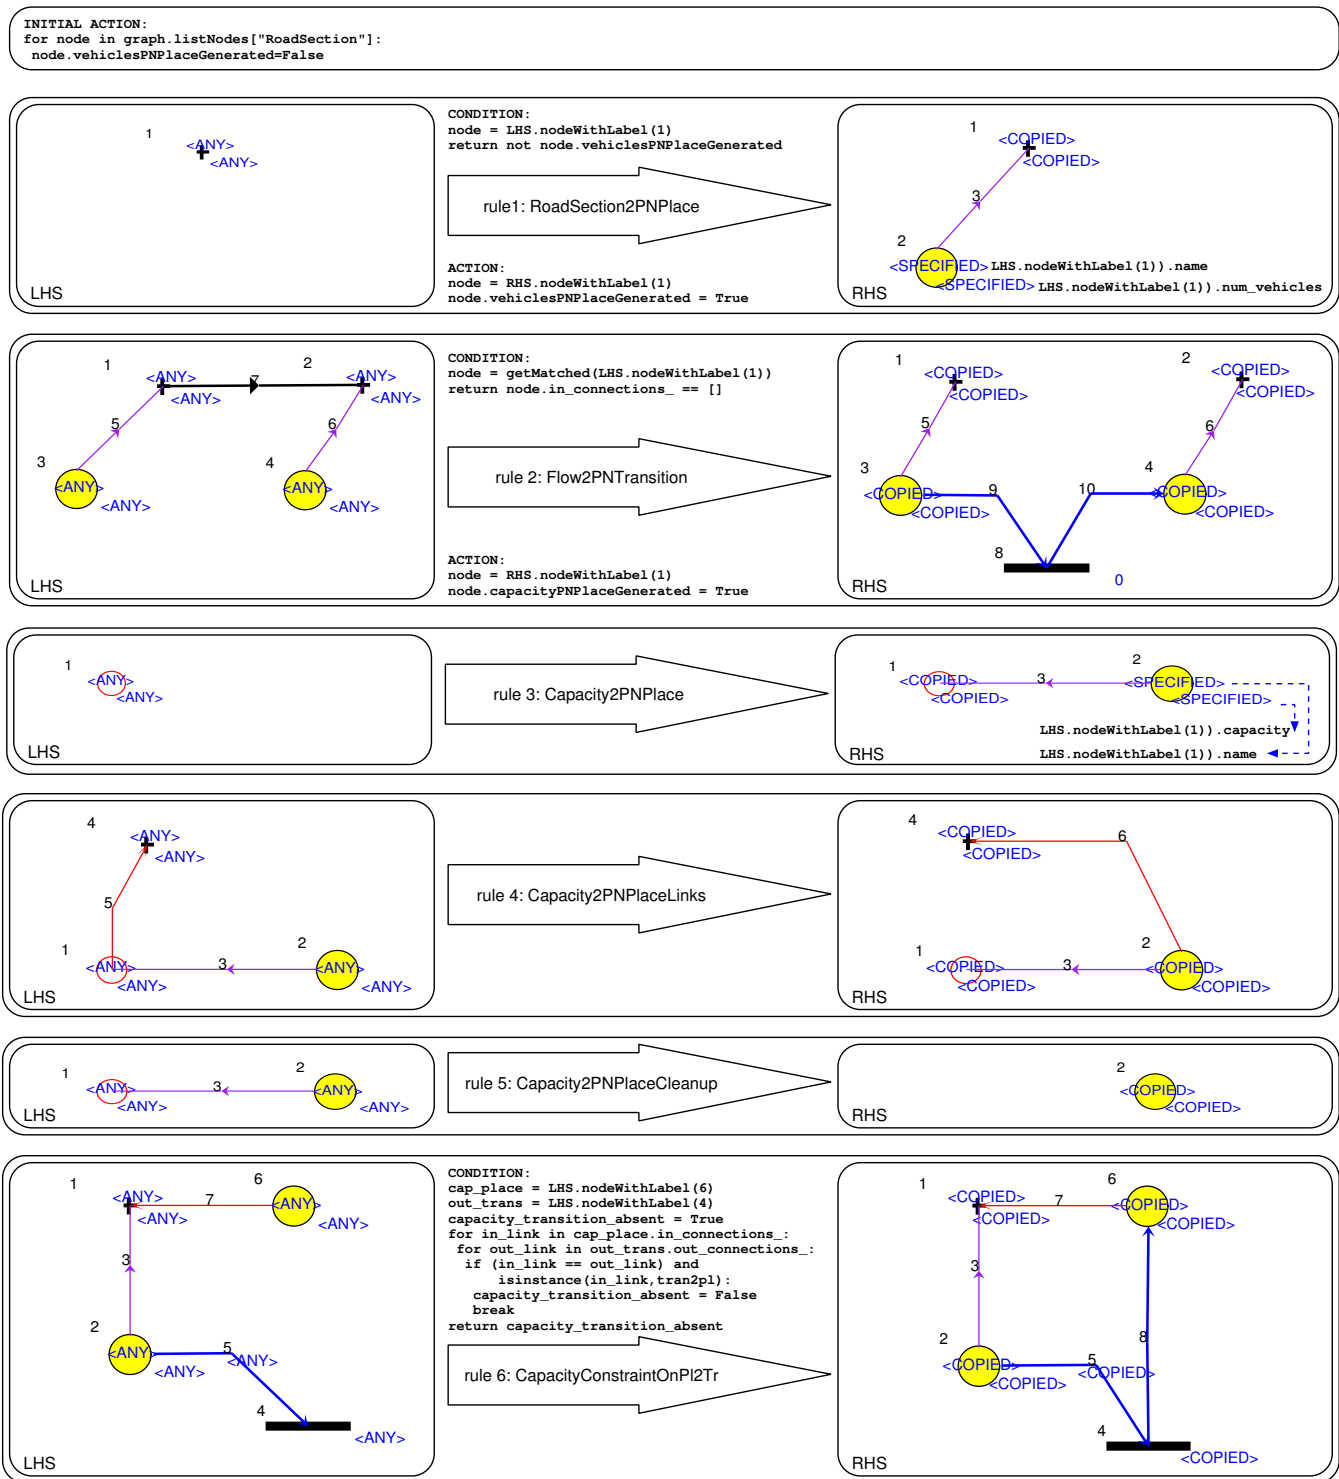 INITIAL ACTION:
for node in graph.listNodes["RoadSection"]:
 node.vehiclesPNPlaceGenerated=False
1
<ANY>
<ANY>
LHS
CONDITION:
node = LHS.nodeWithLabel(1)
return not node.vehiclesPNPlaceGenerated
rule1: RoadSection2PNPlace
ACTION:
node = RHS.nodeWithLabel(1)
node.vehiclesPNPlaceGenerated = True
1
<COPIED>
<COPIED>
3
2
<SPECIFIED> LHS.nodeWithLabel(1)).name
<SPECIFIED> LHS.nodeWithLabel(1)).num_vehicles
RHS
1
<ANY>
<ANY>
7
2
<ANY>
<ANY>
5
6
3
<ANY>
<ANY>
4
<ANY>
<ANY>
LHS
CONDITION:
node = getMatched(LHS.nodeWithLabel(1))
return node.in_connections_ == []
rule 2: Flow2PNTransition
ACTION:
node = RHS.nodeWithLabel(1)
node.capacityPNPlaceGenerated = True
1
<COPIED>
<COPIED>
2
<COPIED>
<COPIED>
5
6
3
<COPIED>
<COPIED>
9
10
4
<COPIED>
<COPIED>
8
0
RHS
1
<ANY>
<ANY>
LHS
rule 3: Capacity2PNPlace
1
<COPIED>
<COPIED>
3
2
<SPECIFIED>
<SPECIFIED>
LHS.nodeWithLabel(1)).capacity
LHS.nodeWithLabel(1)).name
RHS
4
<ANY>
<ANY>
5
1
<ANY>
<ANY>
3
2
<ANY>
<ANY>
LHS
rule 4: Capacity2PNPlaceLinks
4
<COPIED>
<COPIED>
6
1
<COPIED>
<COPIED>
3
2
<COPIED>
<COPIED>
RHS
1
<ANY>
<ANY>
3
2
<ANY>
<ANY>
LHS
rule 5: Capacity2PNPlaceCleanup
2
<COPIED>
<COPIED>
RHS
1
<ANY>
<ANY>
7
6
<ANY>
<ANY>
3
2
<ANY>
<ANY>
5
<ANY>
4
<ANY>
LHS
CONDITION:
cap_place = LHS.nodeWithLabel(6)
out_trans = LHS.nodeWithLabel(4)
capacity_transition_absent = True
for in_link in cap_place.in_connections_:
 for out_link in out_trans.out_connections_:
  if (in_link == out_link) and
     isinstance(in_link,tran2pl):
   capacity_transition_absent = False
   break
return capacity_transition_absent
rule 6: CapacityConstraintOnPl2Tr
1
<COPIED>
<COPIED>
7
6
<COPIED>
<COPIED>
3
8
2
<COPIED>
<COPIED>
5
<COPIED>
4
<COPIED>
RHS